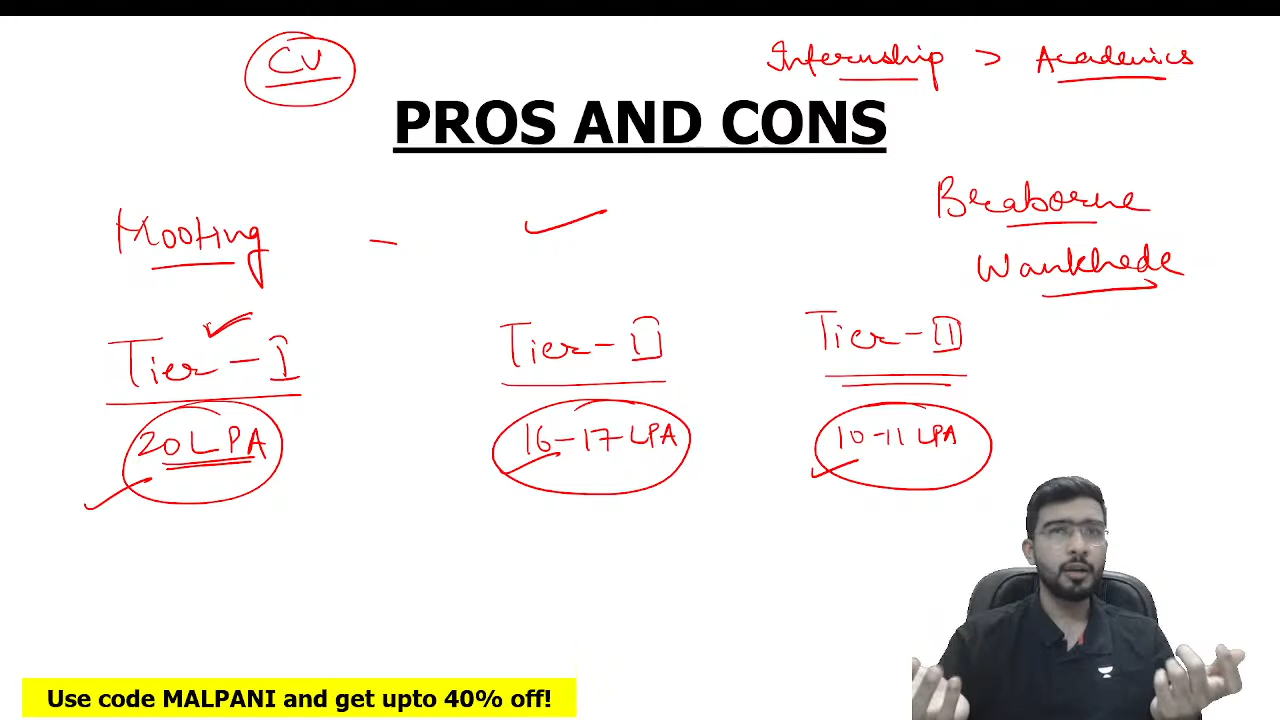 CV
Internship > Academics
PROS AND CONS
Braborne
Mooting -
Wankhede
Tier-I
Tier-II
Tier-III
20 LPA
16-17-LPA
10-11 LPA
Use code MALPANI and get upto 40% off!